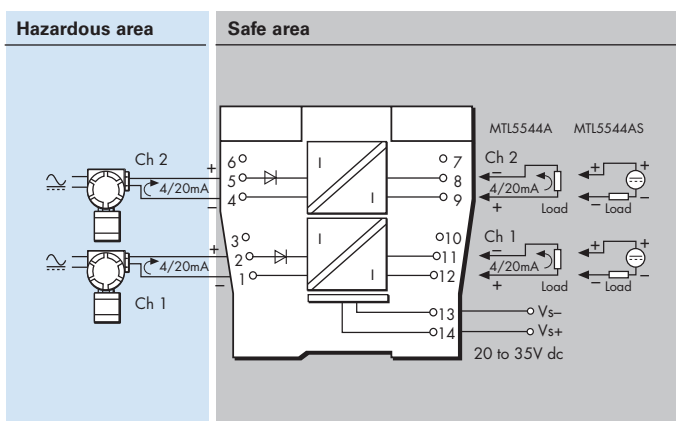 Hazardous area
Safe area
MTL5544A MTL5544AS
Ch 2
+
4/20mA
–
6
5
4
I
I
7
8
9
Ch 2
–
4/20mA
+
Load
+
+
–
Load
–
3
2
1
I
I
10
11
12
+
4/20mA
–
Ch 1
Ch 1
–
4/20mA
+
Load
+
+
–
Load
–
13
Vs–
14
Vs+
20 to 35V dc